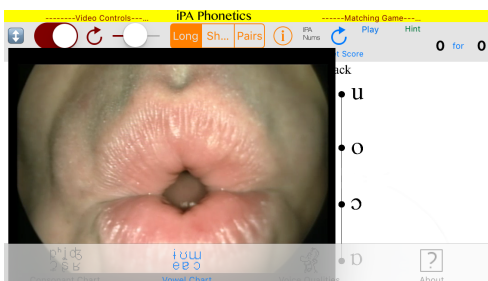 --------Video Controls---... iPA Phonetics ------Matching Game---...
Long Sh... Pairs i IPA Nums Play Hint 0 for 0
t Score
ack
u
o
ɔ
ɒ
Vowel Chart
?
About